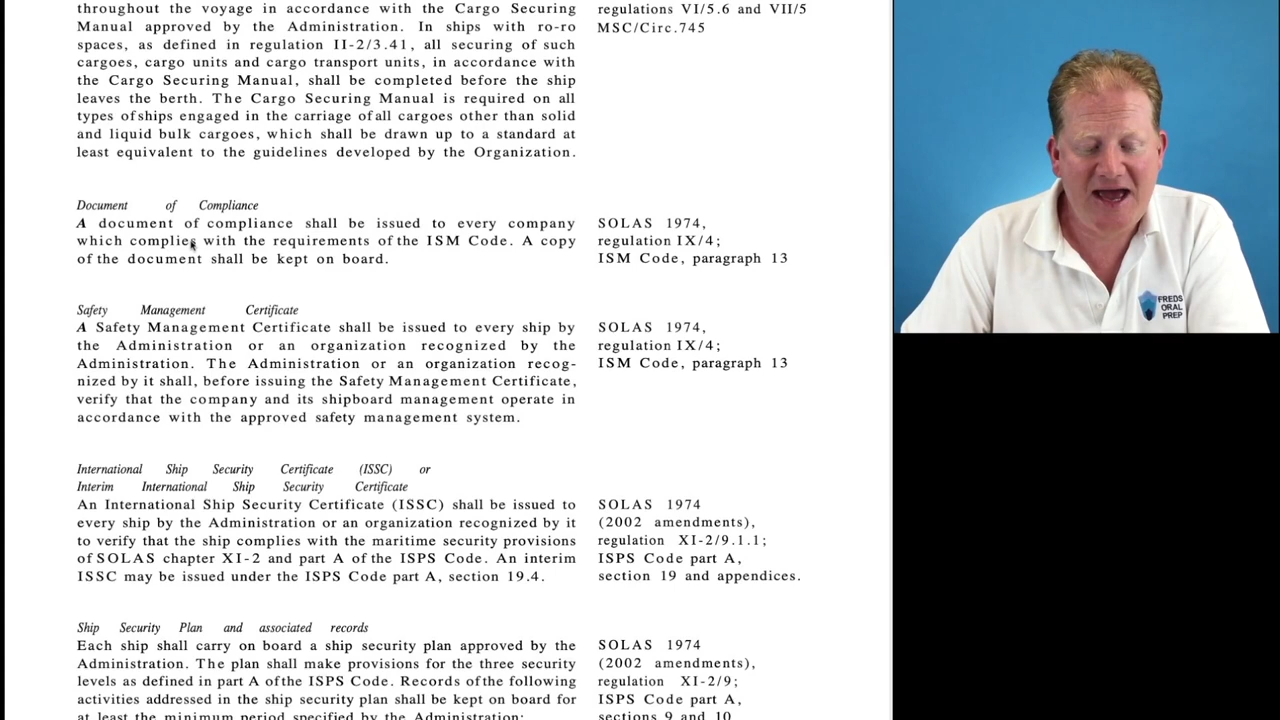 throughout the voyage in accordance with the Cargo Securing
Manual approved by the Administration. In ships with ro-ro
spaces, as defined in regulation II-2/3.41, all securing of such
cargoes, cargo units and cargo transport units, in accordance with
the Cargo Securing Manual, shall be completed before the ship
leaves the berth. The Cargo Securing Manual is required on all
types of ships engaged in the carriage of all cargoes other than solid
and liquid bulk cargoes, which shall be drawn up to a standard at
least equivalent to the guidelines developed by the Organization.
regulations VI/5.6 and VII/5
MSC/Circ.745
Document of Compliance
A document of compliance shall be issued to every company
which complies with the requirements of the ISM Code. A copy
of the document shall be kept on board.
SOLAS 1974,
regulation IX/4;
ISM Code, paragraph 13
Safety Management Certificate
A Safety Management Certificate shall be issued to every ship by
the Administration or an organization recognized by the
Administration. The Administration or an organization recog-
nized by it shall, before issuing the Safety Management Certificate,
verify that the company and its shipboard management operate in
accordance with the approved safety management system.
SOLAS 1974,
regulation IX/4;
ISM Code, paragraph 13
International Ship Security Certificate (ISSC) or
Interim International Ship Security Certificate
An International Ship Security Certificate (ISSC) shall be issued to
every ship by the Administration or an organization recognized by it
to verify that the ship complies with the maritime security provisions
of SOLAS chapter XI-2 and part A of the ISPS Code. An interim
ISSC may be issued under the ISPS Code part A, section 19.4.
SOLAS 1974
(2002 amendments),
regulation XI-2/9.1.1;
ISPS Code part A,
section 19 and appendices.
Ship Security Plan and associated records
Each ship shall carry on board a ship security plan approved by the
Administration. The plan shall make provisions for the three security
levels as defined in part A of the ISPS Code. Records of the following
activities addressed in the ship security plan shall be kept on board for
at least the minimum period specified by the Administration:
SOLAS 1974
(2002 amendments),
regulation XI-2/9;
ISPS Code part A,
sections 9 and 10
FREDS
ORAL
PREP